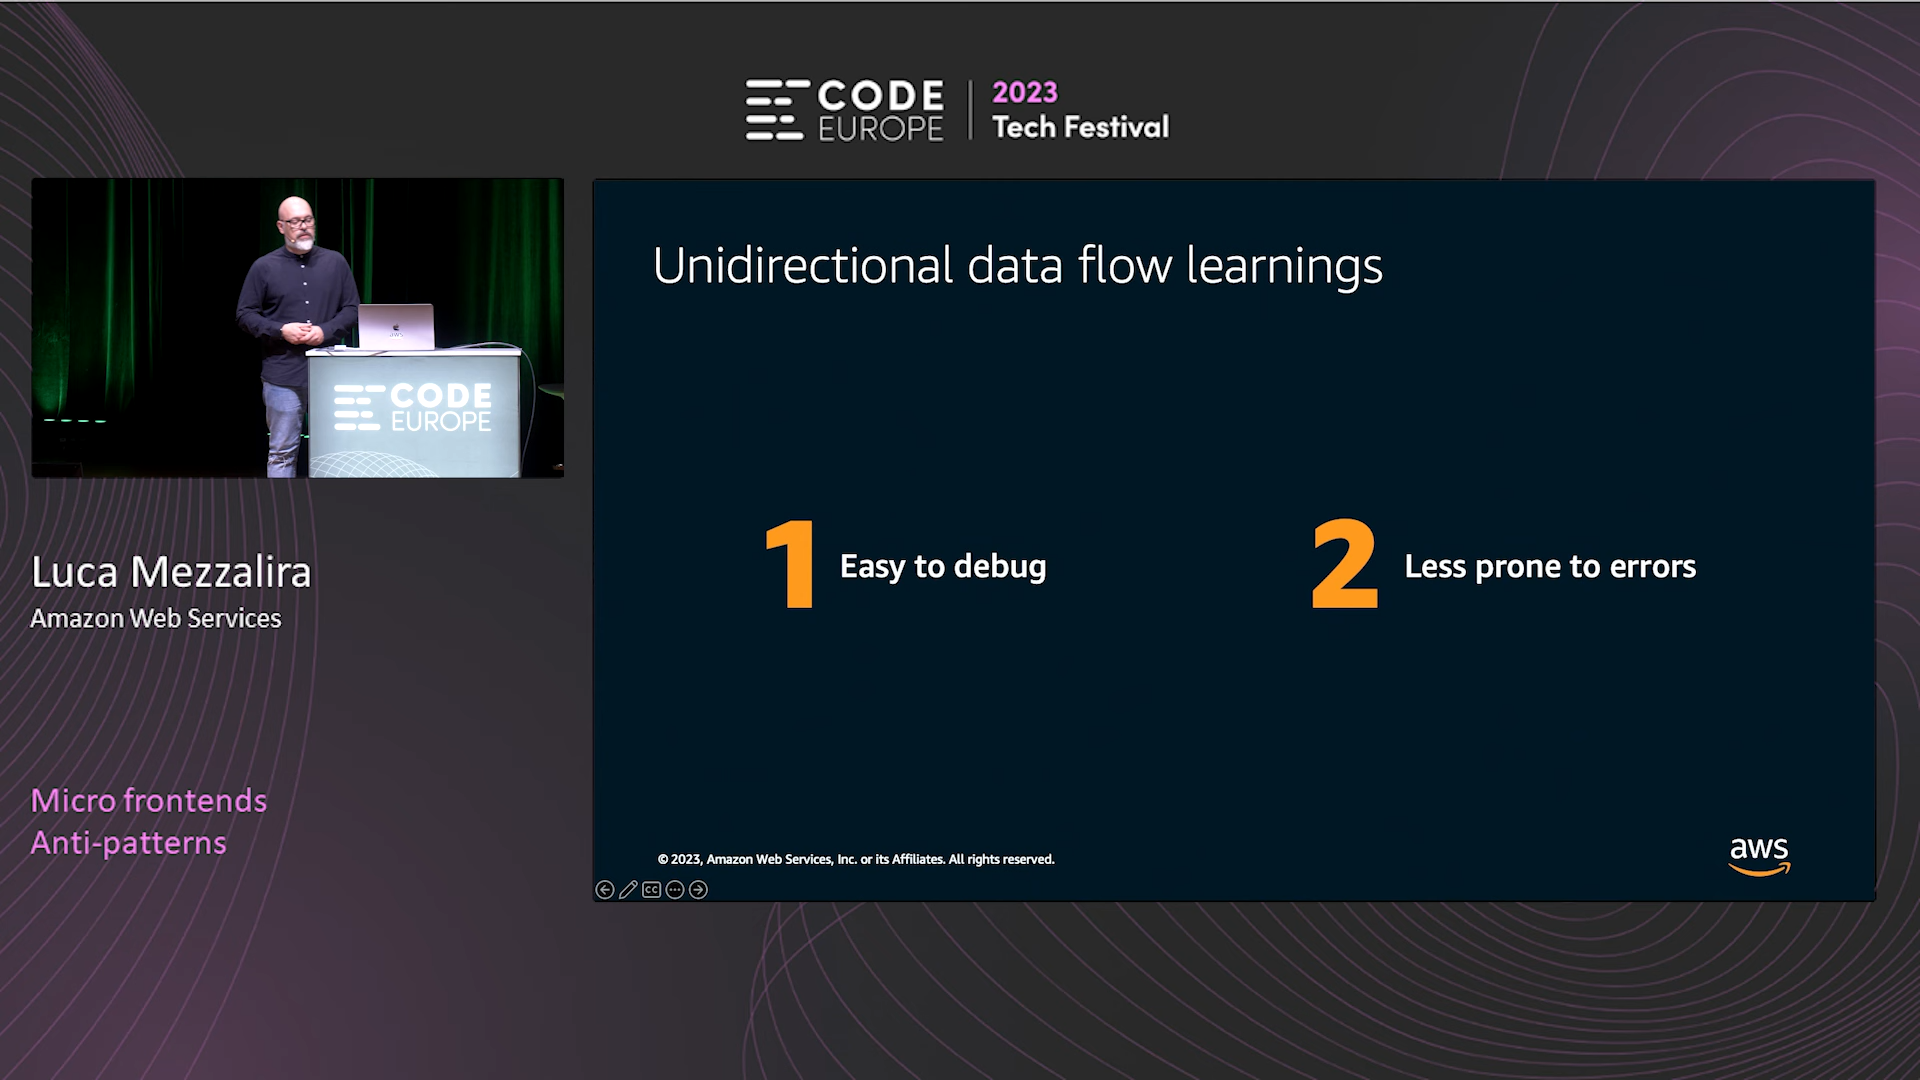 CODE
EUROPE
2023
Tech Festival
CODE
EUROPE
Luca Mezzalira
Amazon Web Services
Micro frontends
Anti-patterns
Unidirectional data flow learnings
1 Easy to debug
2 Less prone to errors
© 2023, Amazon Web Services, Inc. or its Affiliates. All rights reserved.
aws
CC
aws